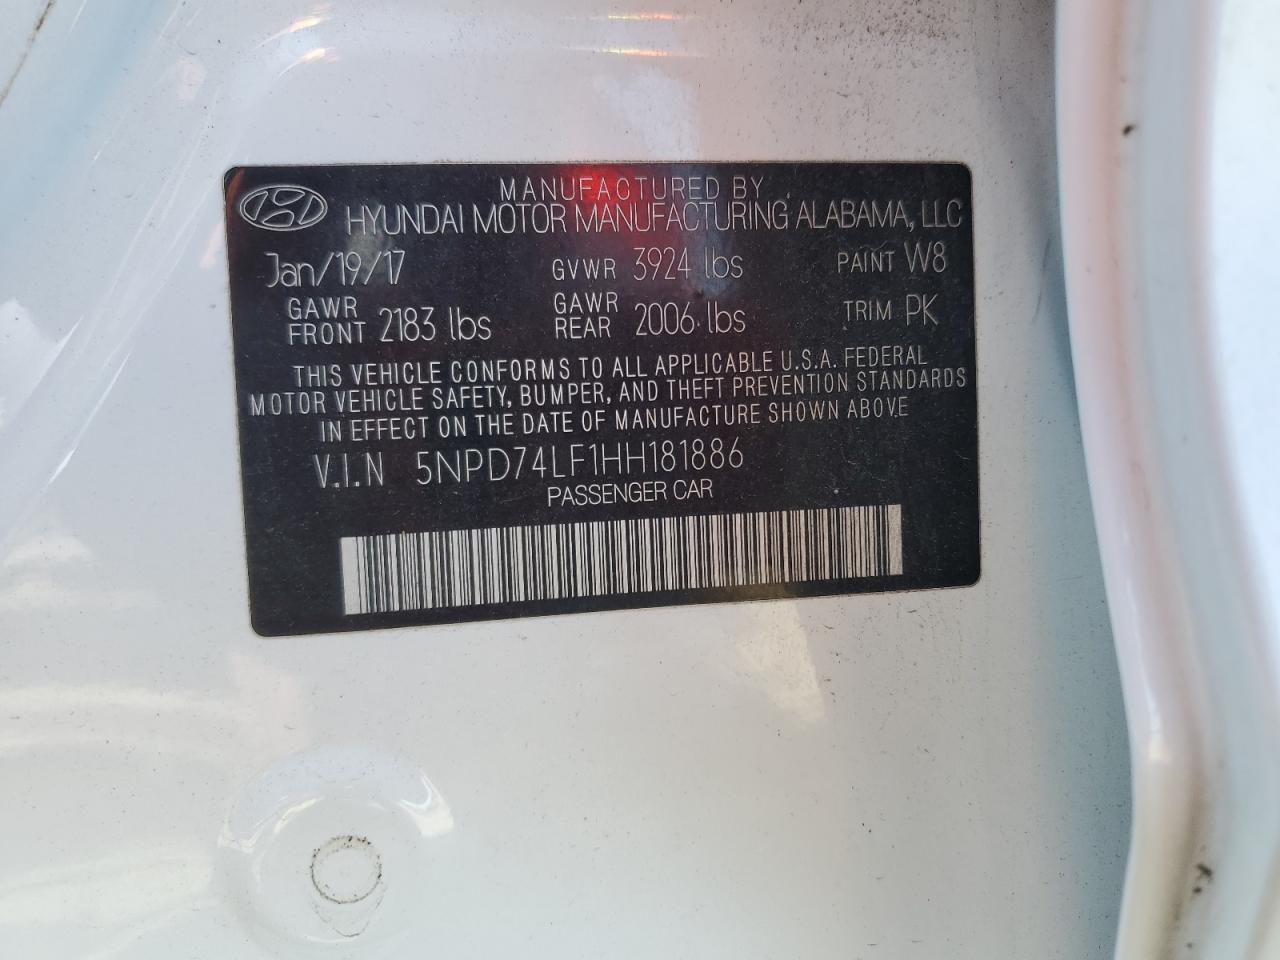 MANUFACTURED BY
HYUNDAI MOTOR MANUFACTURING ALABAMA, LLC
Jan/19/17 GVWR 3924 lbs PAINT W8
GAWR FRONT 2183 lbs GAWR REAR 2006 lbs TRIM PK
THIS VEHICLE CONFORMS TO ALL APPLICABLE U.S.A. FEDERAL
MOTOR VEHICLE SAFETY, BUMPER, AND THEFT PREVENTION STANDARDS
IN EFFECT ON THE DATE OF MANUFACTURE SHOWN ABOVE
V.I.N 5NPD74LF1HH181886
PASSENGER CAR